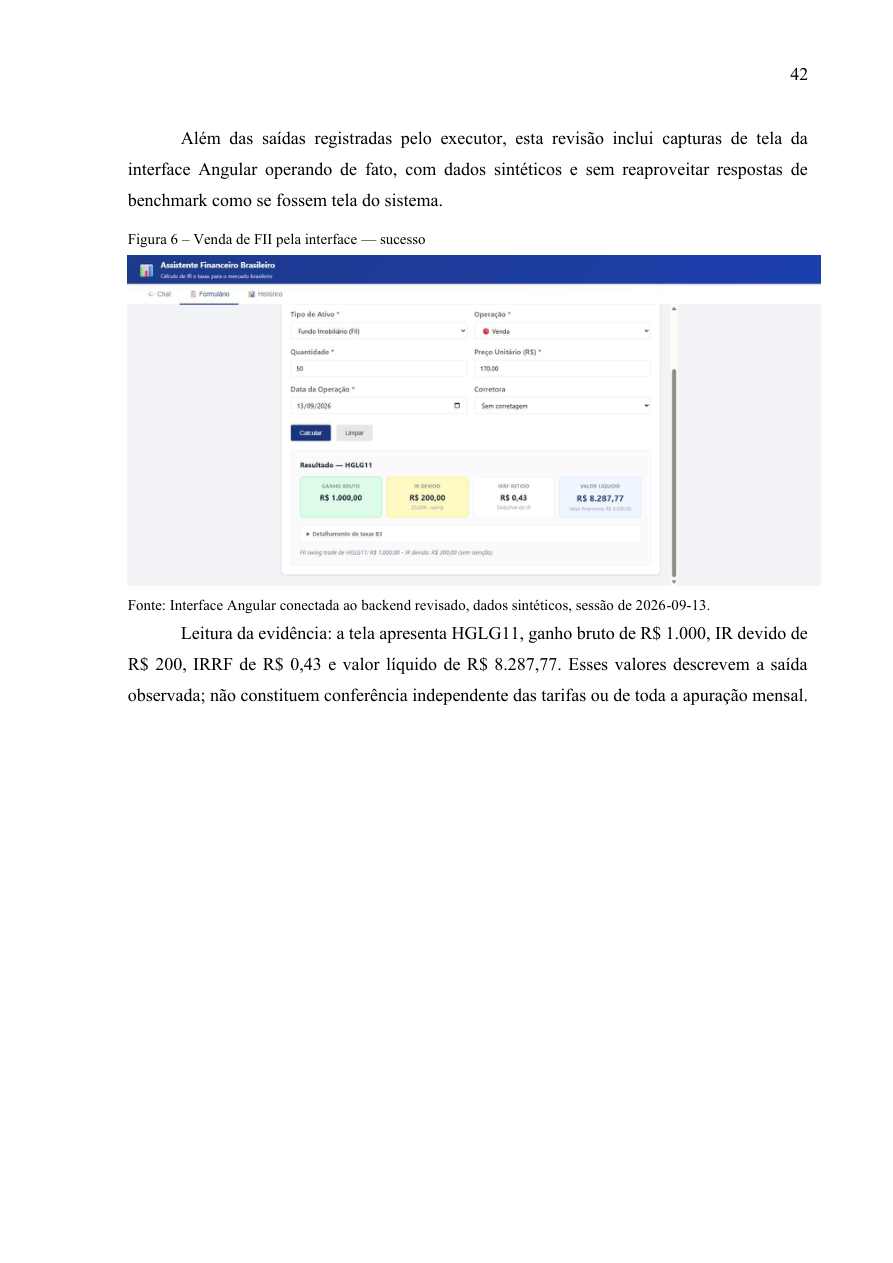 42
Além das saídas registradas pelo executor, esta revisão inclui capturas de tela da
interface Angular operando de fato, com dados sintéticos e sem reaproveitar respostas de
benchmark como se fossem tela do sistema.
Figura 6 – Venda de FII pela interface — sucesso
Assistente Financeiro Brasileiro
Cálculo de IR e taxas para o mercado brasileiro
Chat Formulário Histórico
Tipo de Ativo * Operação *
Fundo Imobiliário (FII) Venda
Quantidade * Preço Unitário (R$) *
50 170.00
Data da Operação * Corretora
13/09/2026 Sem corretagem
Calcular Limpar
Resultado — HGLG11
GANHO BRUTO IR DEVIDO IRRF RETIDO VALOR LÍQUIDO
R$ 1.000,00 R$ 200,00 R$ 0,43 R$ 8.287,77
20,00% · swing Dedutível do IR Valor financeiro: R$ 8.500,00
▸ Detalhamento de taxas B3
FII swing trade de HGLG11: R$ 1.000,00 - IR devido: R$ 200,00 (sem isenção)
Fonte: Interface Angular conectada ao backend revisado, dados sintéticos, sessão de 2026-09-13.
Leitura da evidência: a tela apresenta HGLG11, ganho bruto de R$ 1.000, IR devido de
R$ 200, IRRF de R$ 0,43 e valor líquido de R$ 8.287,77. Esses valores descrevem a saída
observada; não constituem conferência independente das tarifas ou de toda a apuração mensal.